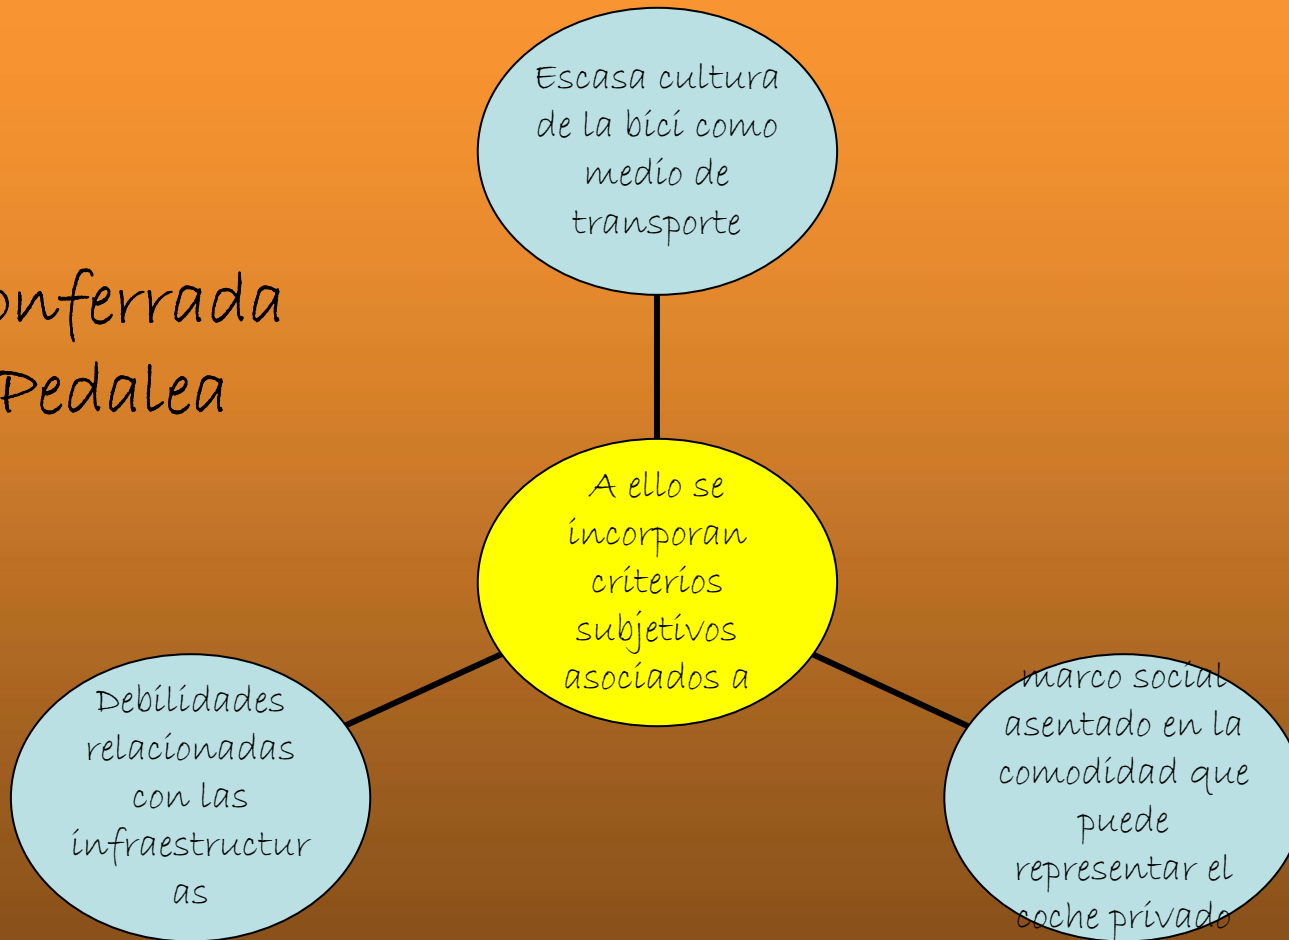 Escasa cultura
de la bici como
medio de
transporte
onferrada
Pedalea
A ello se
incorporan
criterios
subjetivos
asociados a
Debilidades
relacionadas
con las
infraestructur
as
marco social
asentado en la
comodidad que
puede
representar el
coche privado